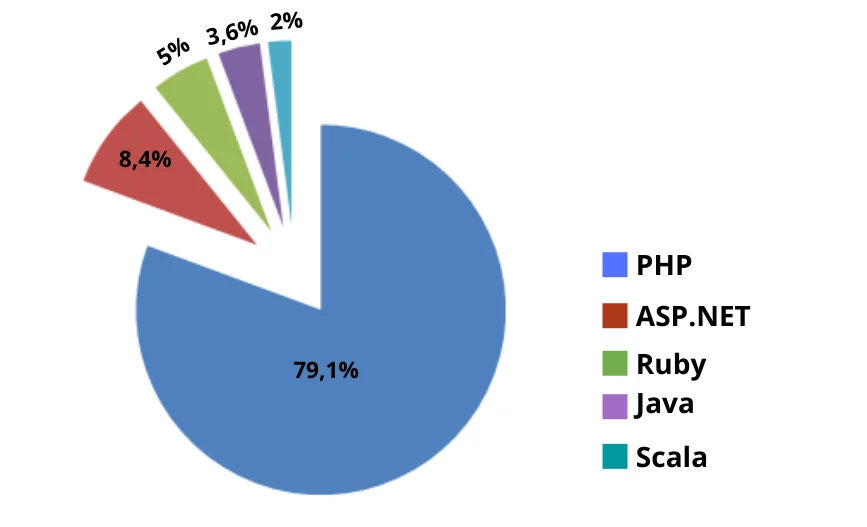 2%
3,6%
5%
8,4%
79,1%
PHP
ASP.NET
Ruby
Java
Scala